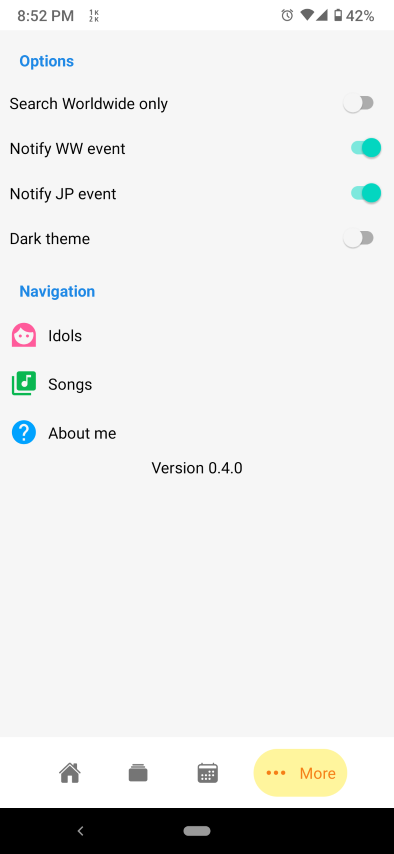 8:52 PM 1K 2K 42%
Options
Search Worldwide only
Notify WW event
Notify JP event
Dark theme
Navigation
Idols
Songs
About me
Version 0.4.0
More